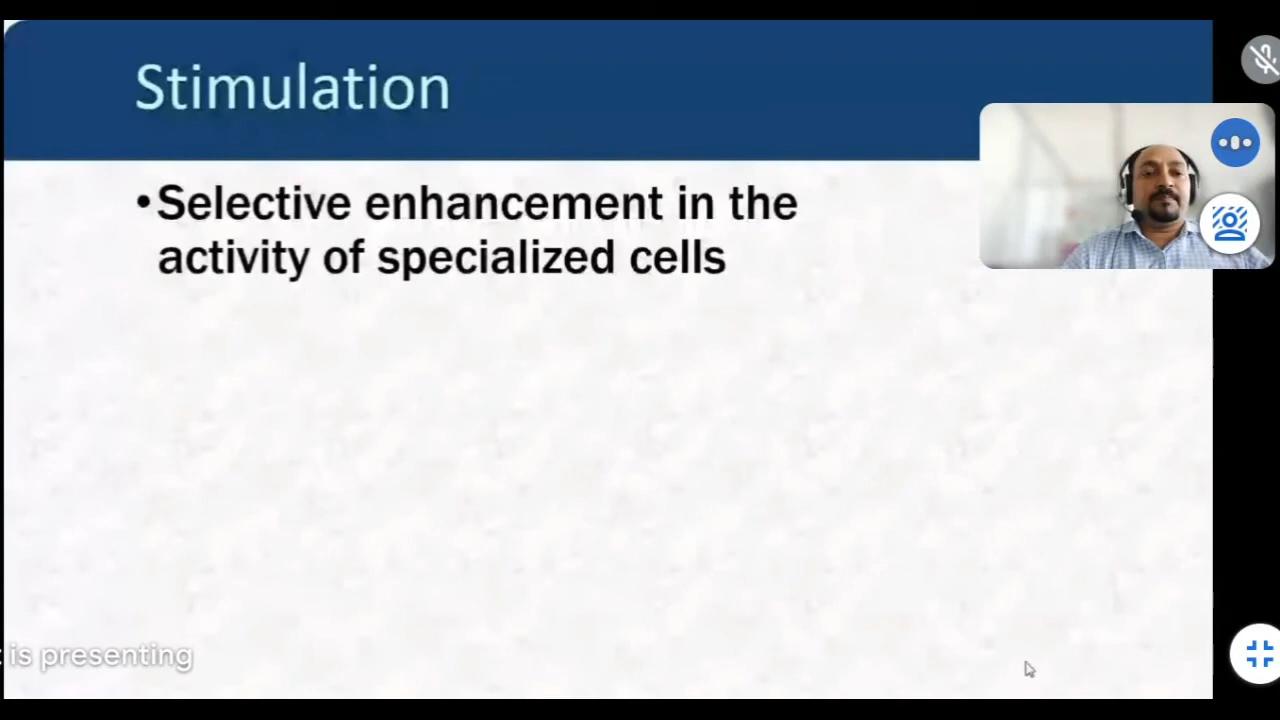 Stimulation
•Selective enhancement in the
activity of specialized cells
is presenting